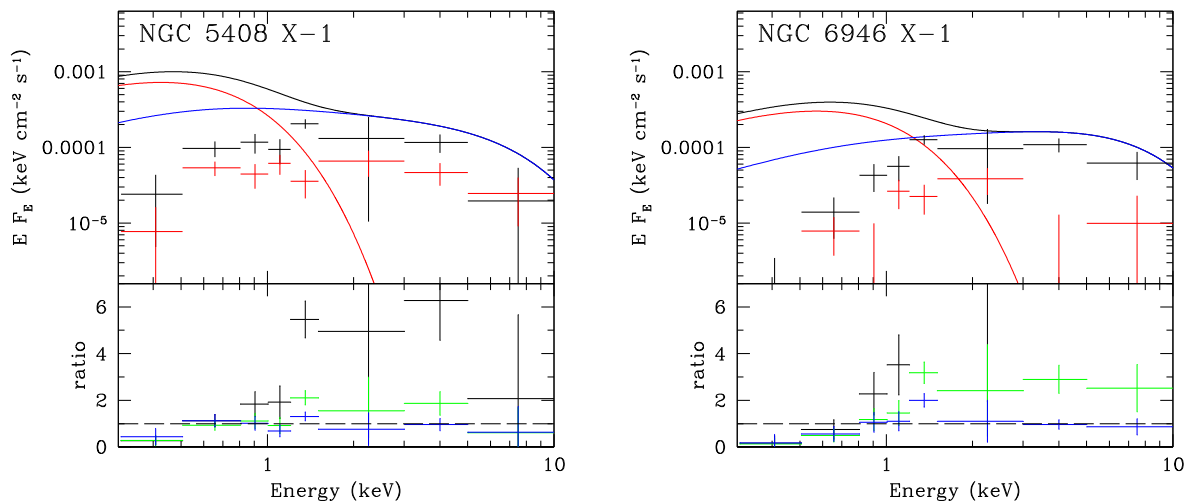 NGC 5408 X-1
E F_E (keV cm⁻² s⁻¹)
0.001
0.0001
10⁻⁵
ratio
6
4
2
0
1
10
Energy (keV)
NGC 6946 X-1
E F_E (keV cm⁻² s⁻¹)
0.001
0.0001
10⁻⁵
ratio
6
4
2
0
1
10
Energy (keV)